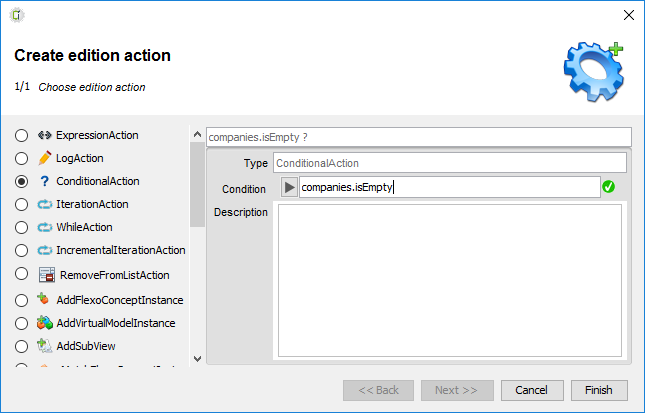 Create edition action
1/1 Choose edition action
ExpressionAction
LogAction
ConditionalAction
IterationAction
WhileAction
IncrementalIterationAction
RemoveFromListAction
AddFlexoConceptInstance
AddVirtualModelInstance
AddSubView
companies.isEmpty ?
Type ConditionalAction
Condition companies.isEmpty
Description
<< Back Next >> Cancel Finish